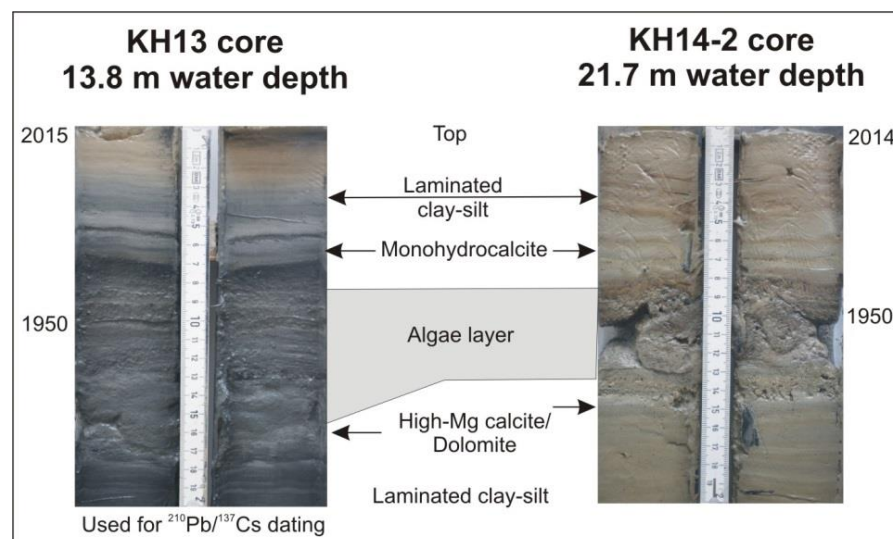 KH13 core
13.8 m water depth
KH14-2 core
21.7 m water depth
2015
Top
2014
Laminated
clay-silt
Monohydrocalcite
1950
Algae layer
1950
High-Mg calcite/
Dolomite
Laminated clay-silt
Used for ²¹⁰Pb/¹³⁷Cs dating